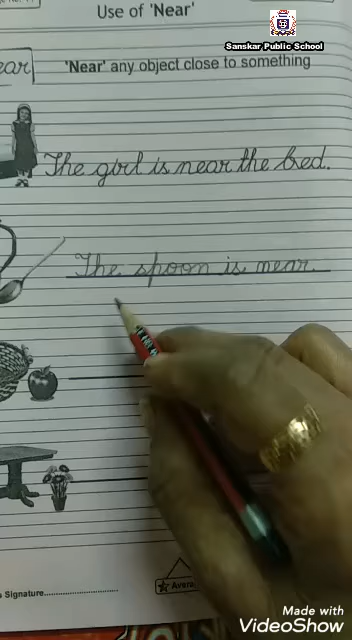 Use of 'Near'
Sanskar Public School
'Near' any object close to something
The girl is near the bed.
The spoon is near
Signature
Made with
VideoShow